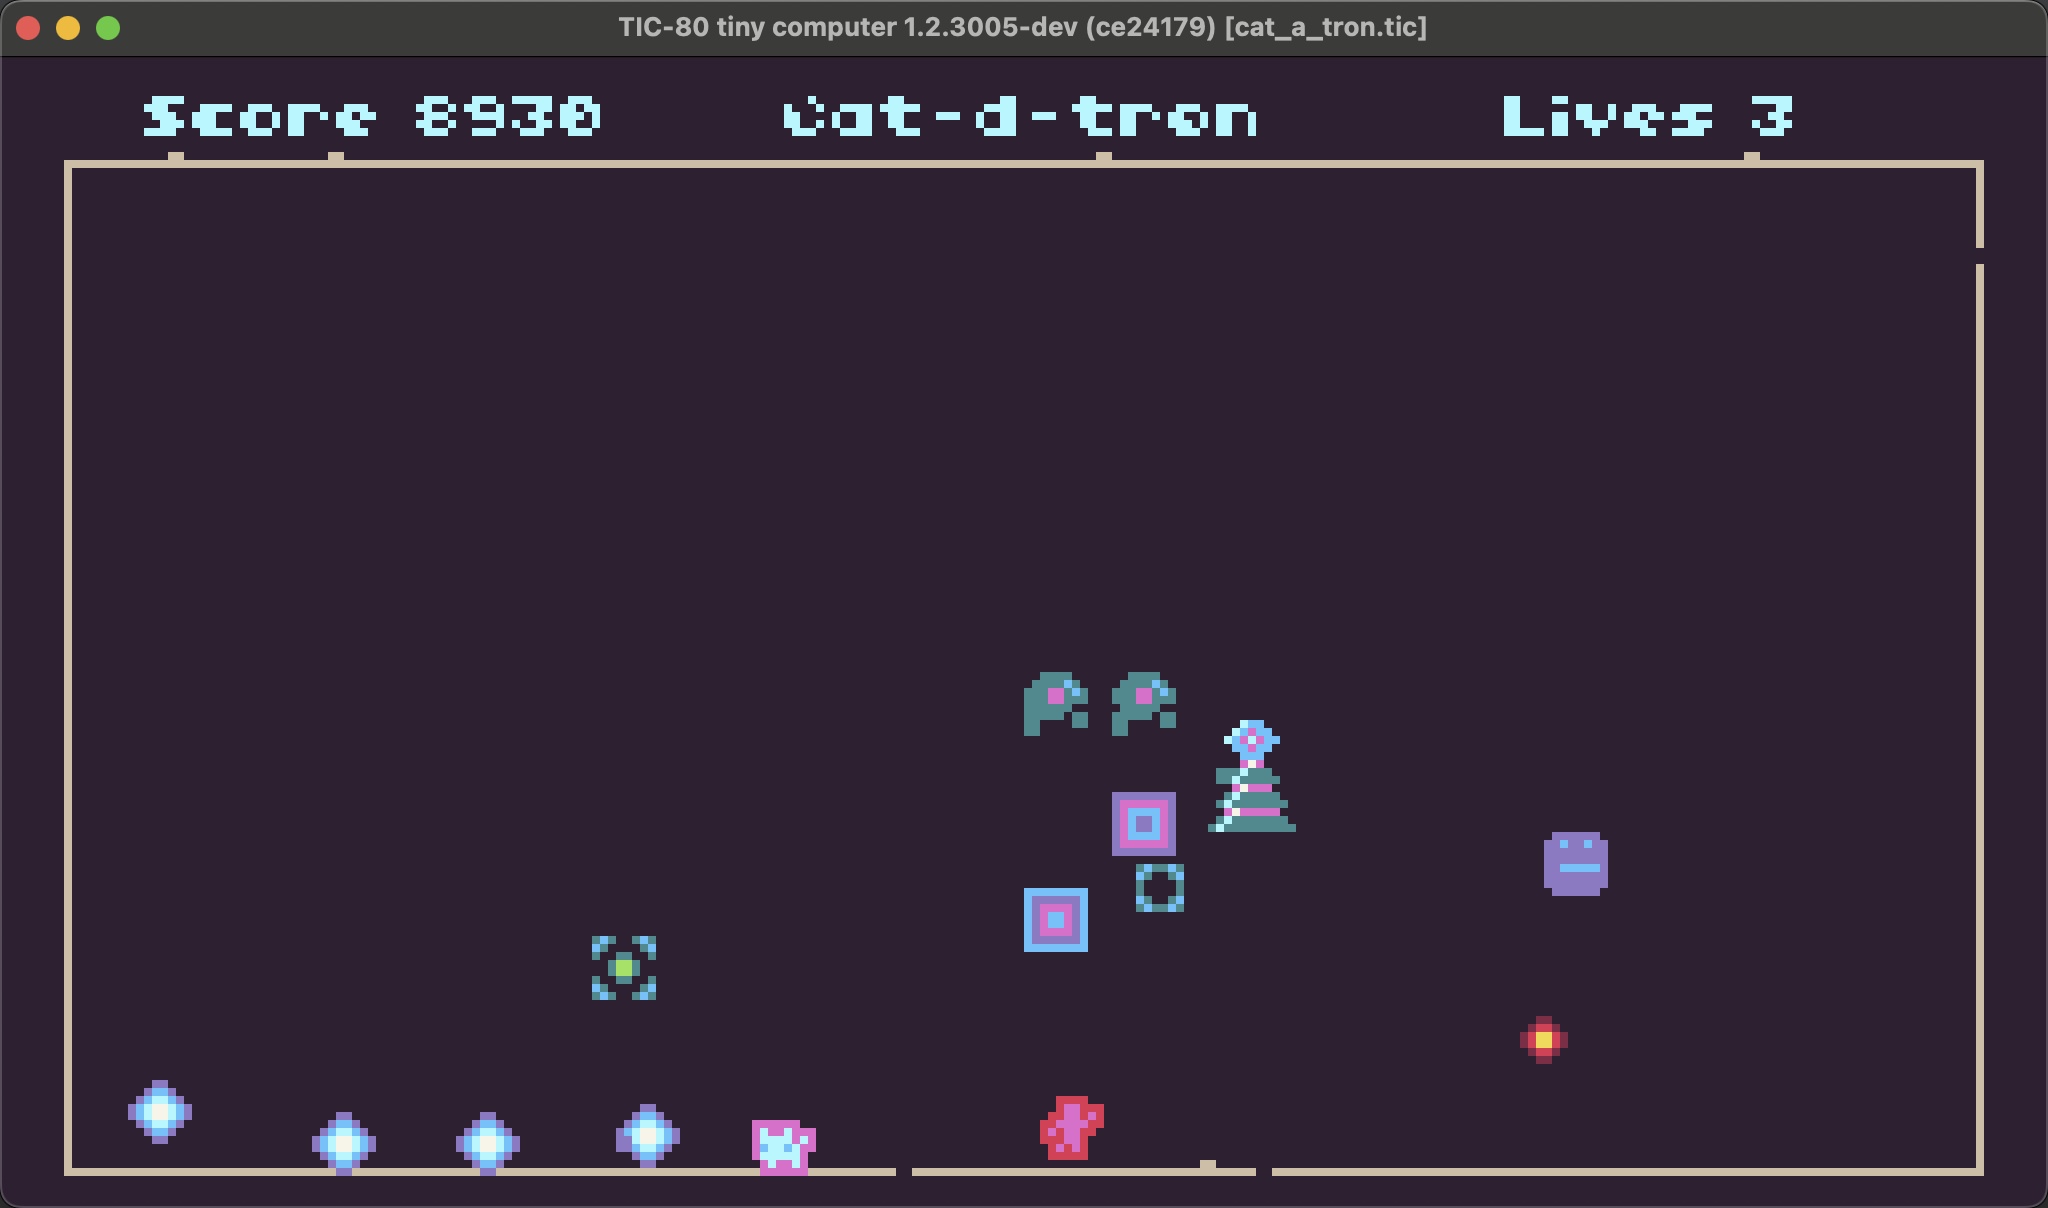 TIC-80 tiny computer 1.2.3005-dev (ce24179) [cat_a_tron.tic]
Score 8930 Cat-d-tron Lives 3